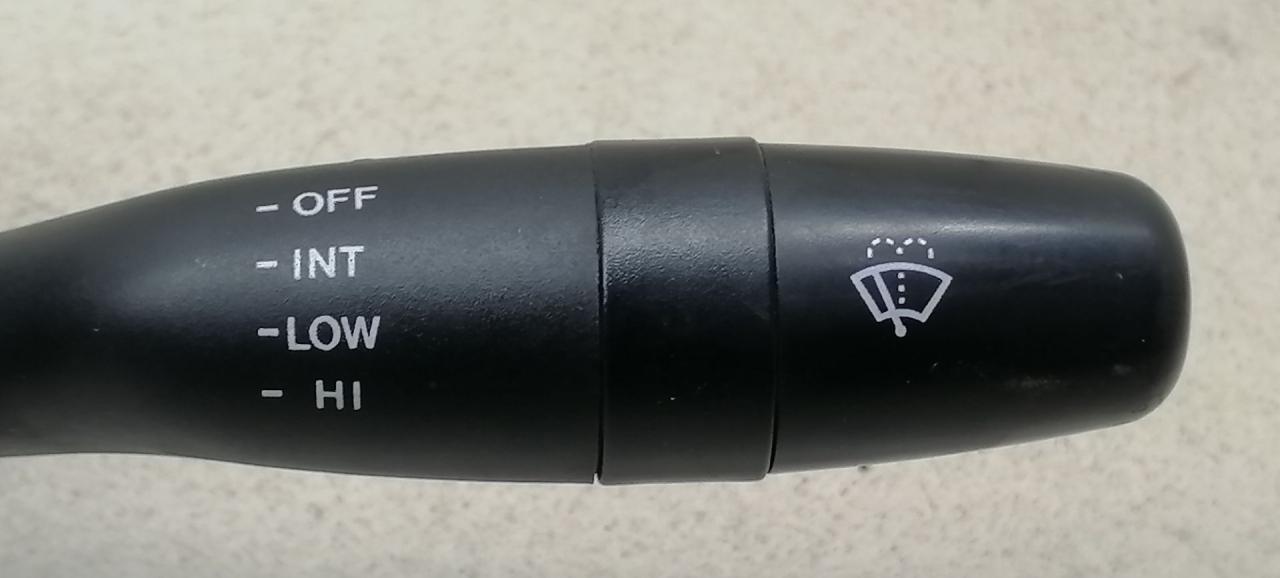 - OFF
- INT
- LOW
- HI